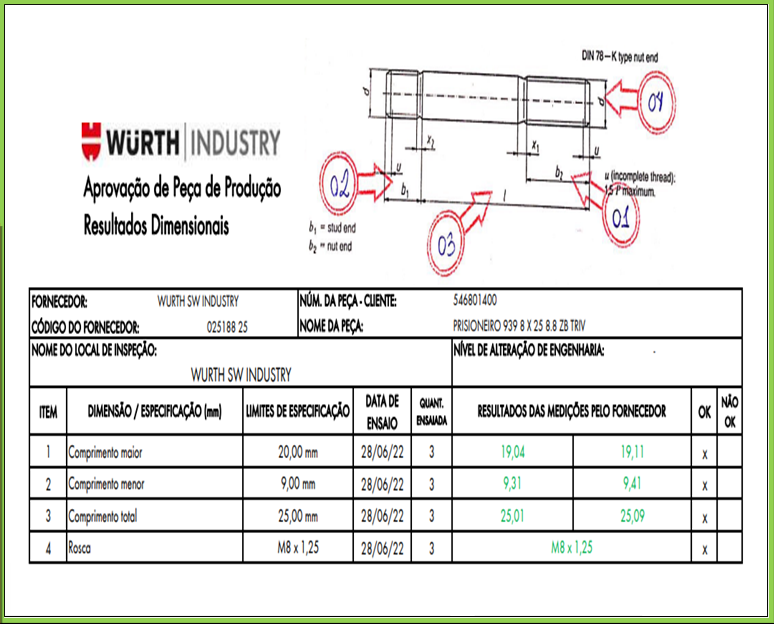 DIN 78—K type nut end
d
d
04
WÜRTH INDUSTRY
x₂
x₁
u
u
b₂
u (incomplete thread);
1,5 P maximum.
Aprovação de Peça de Produção
02
b₁
l
01
Resultados Dimensionais
b₁ = stud end
b₂ = nut end
03
FORNECEDOR: WURTH SW INDUSTRY NÚM. DA PEÇA - CLIENTE: 546801400
CÓDIGO DO FORNECEDOR: 025188 25 NOME DA PEÇA: PRISIONEIRO 939 8 X 25 8.8 ZB TRIV
NOME DO LOCAL DE INSPEÇÃO: NÍVEL DE ALTERAÇÃO DE ENGENHARIA: -
WURTH SW INDUSTRY
ITEM DIMENSÃO / ESPECIFICAÇÃO (mm) LIMITES DE ESPECIFICAÇÃO DATA DE ENSAIO QUANT. ENSAIADA RESULTADOS DAS MEDIÇÕES PELO FORNECEDOR OK NÃO OK
1 Comprimento maior 20,00 mm 28/06/22 3 19,04 19,11 x
2 Comprimento menor 9,00 mm 28/06/22 3 9,31 9,41 x
3 Comprimento total 25,00 mm 28/06/22 3 25,01 25,09 x
4 Rosca M8 x 1,25 28/06/22 3 M8 x 1,25 x